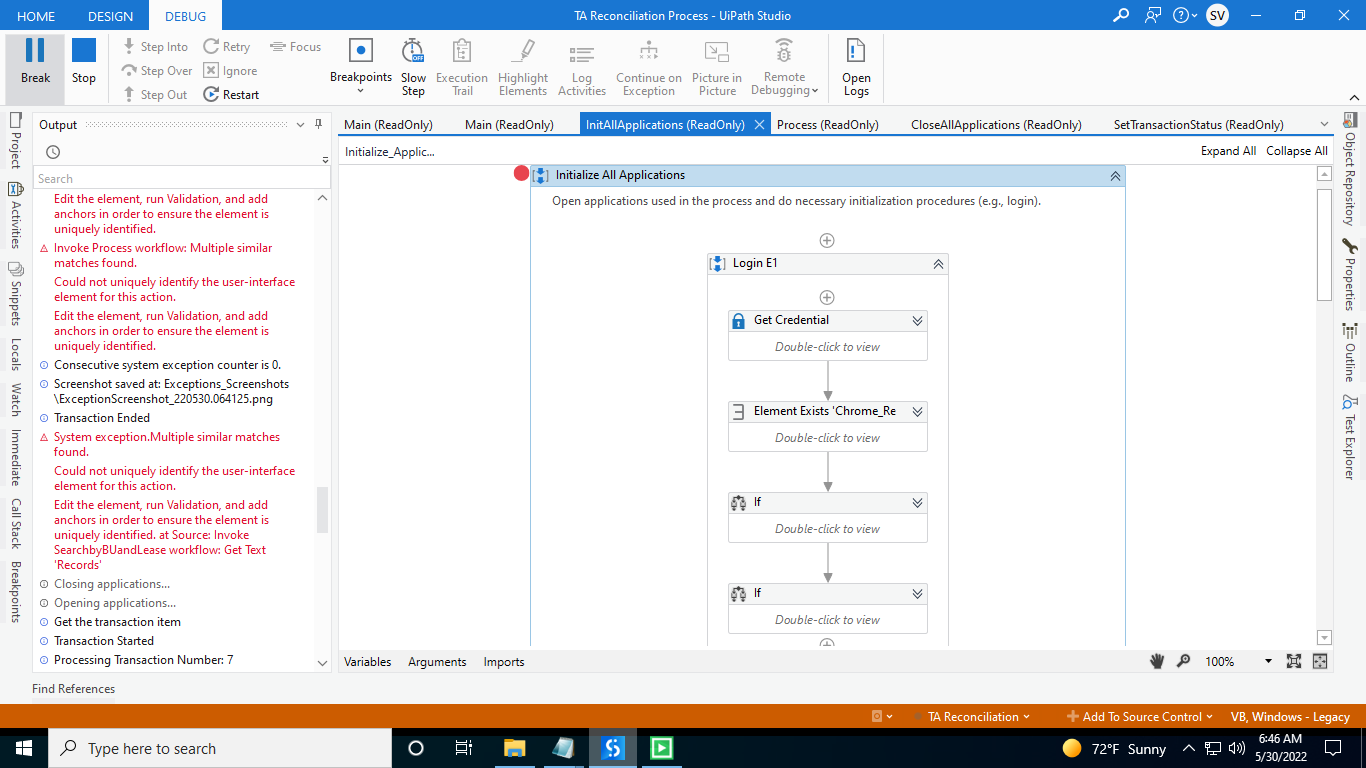 HOME DESIGN DEBUG TA Reconciliation Process - UiPath Studio SV
Break
Stop
Step Into
Step Over
Step Out
Retry
Ignore
Restart
Focus
Breakpoints
Slow
Step
OFF
Execution
Trail
Highlight
Elements
Log
Activities
Continue on
Exception
Picture in
Picture
Remote
Debugging
Open
Logs
Project
Activities
Snippets
Locals
Watch
Immediate
Call Stack
Breakpoints
Output
Search
Edit the element, run Validation, and add
anchors in order to ensure the element is
uniquely identified.
Invoke Process workflow: Multiple similar
matches found.
Could not uniquely identify the user-interface
element for this action.
Edit the element, run Validation, and add
anchors in order to ensure the element is
uniquely identified.
Consecutive system exception counter is 0.
Screenshot saved at: Exceptions_Screenshots
\ExceptionScreenshot_220530.064125.png
Transaction Ended
System exception.Multiple similar matches
found.
Could not uniquely identify the user-interface
element for this action.
Edit the element, run Validation, and add
anchors in order to ensure the element is
uniquely identified. at Source: Invoke
SearchbyBUandLease workflow: Get Text
'Records'
Closing applications...
Opening applications...
Get the transaction item
Transaction Started
Processing Transaction Number: 7
Find References
Main (ReadOnly) Main (ReadOnly) InitAllApplications (ReadOnly) Process (ReadOnly) CloseAllApplications (ReadOnly) SetTransactionStatus (ReadOnly)
Initialize_Applic... Expand All Collapse All
Initialize All Applications
Open applications used in the process and do necessary initialization procedures (e.g., login).
Login E1
Get Credential
Double-click to view
Element Exists 'Chrome_Re
Double-click to view
If
Double-click to view
If
Double-click to view
Variables Arguments Imports 100%
Object Repository
Properties
Outline
Test Explorer
TA Reconciliation Add To Source Control VB, Windows - Legacy
Type here to search
72°F Sunny
6:46 AM
5/30/2022